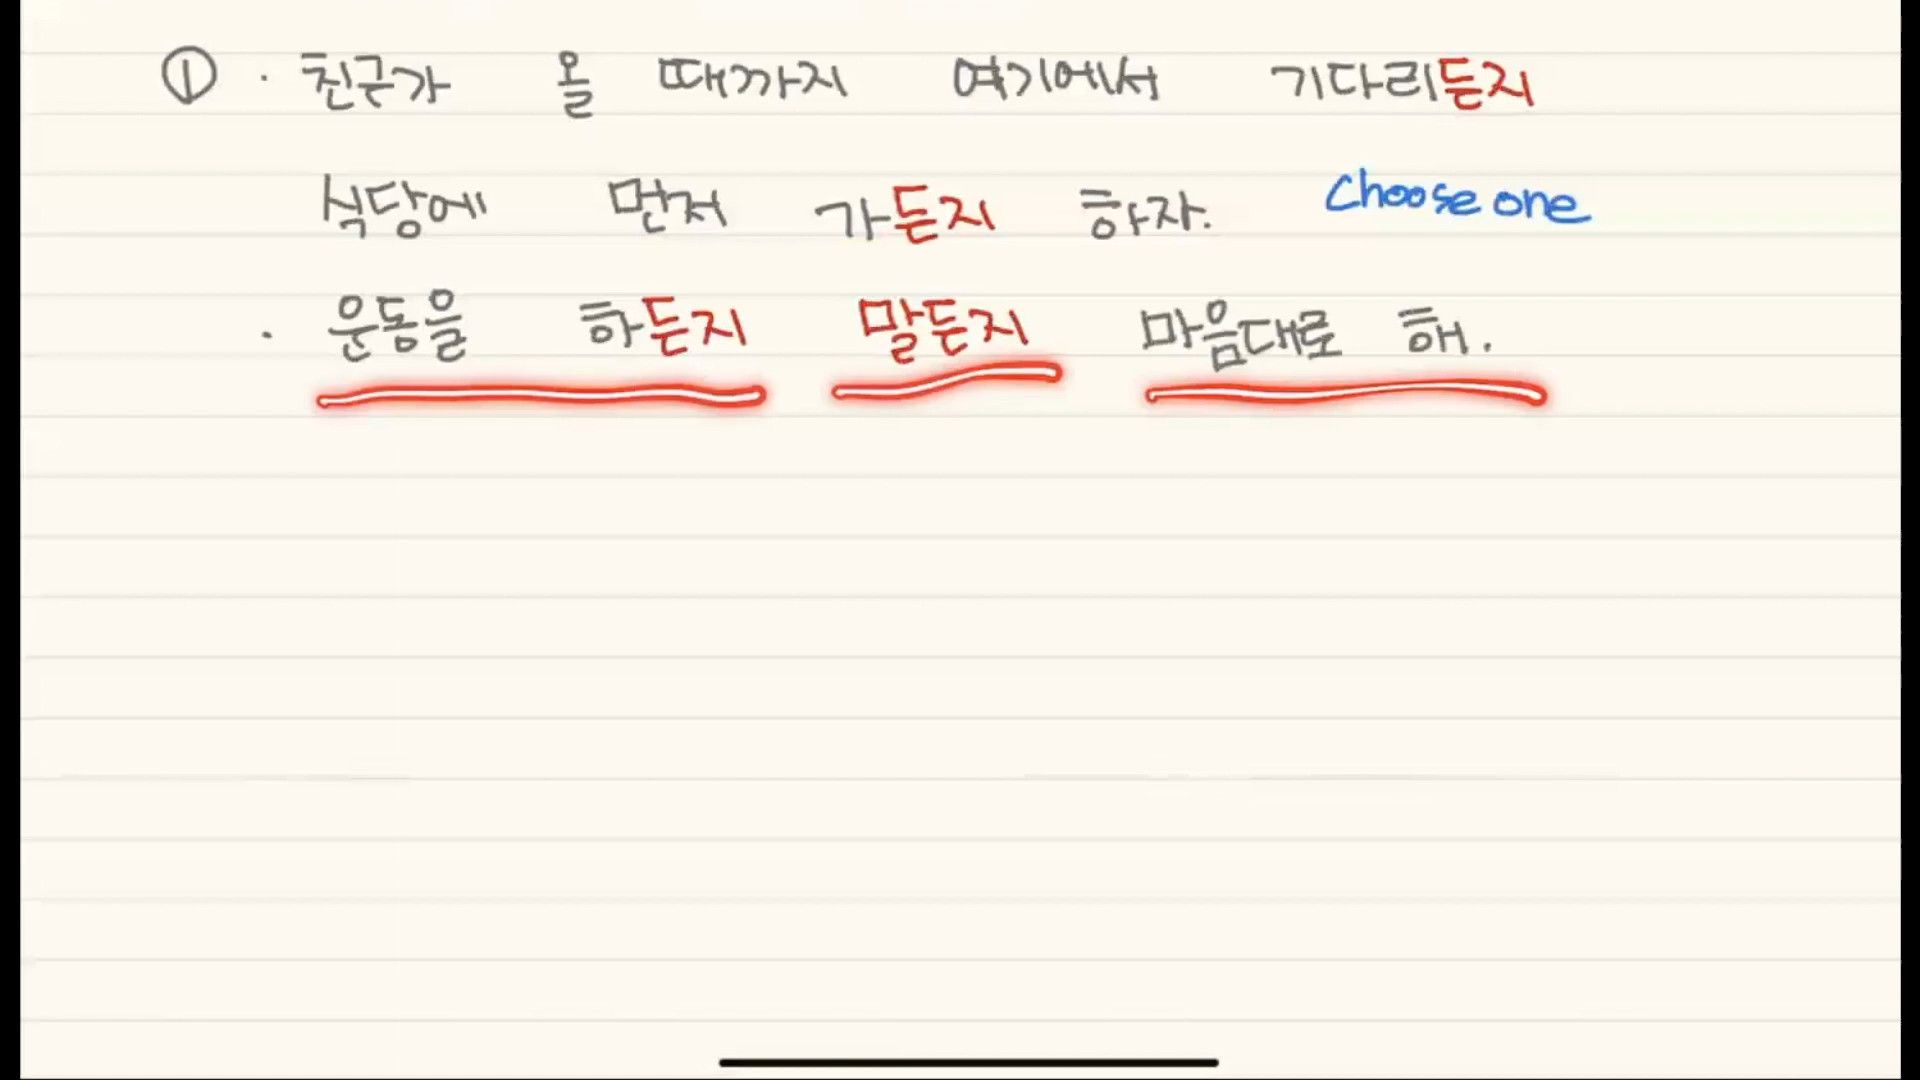 ① · 친구가 올 때까지 여기에서 기다리든지
식당에 먼저 가든지 하자. Choose one
· 운동을 하든지 말든지 마음대로 해.